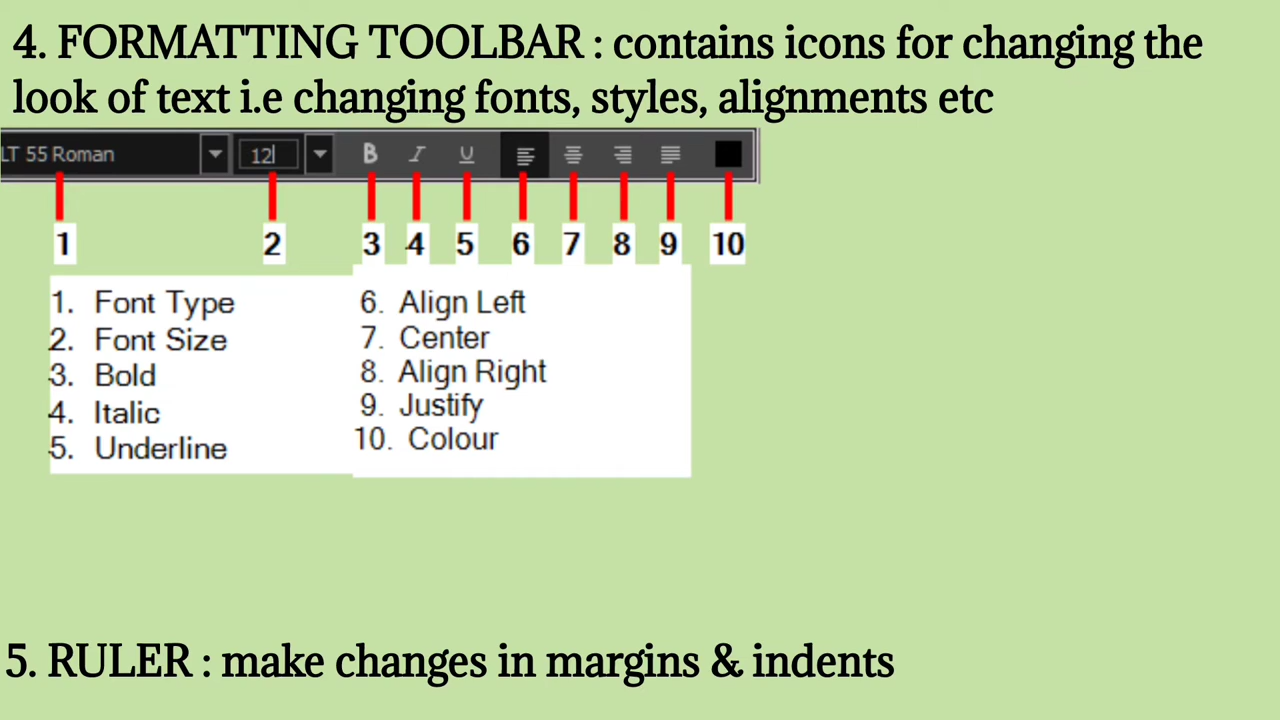 4. FORMATTING TOOLBAR : contains icons for changing the
look of text i.e changing fonts, styles, alignments etc
LT 55 Roman 12 B I U
1 2 3 4 5 6 7 8 9 10
1. Font Type
2. Font Size
3. Bold
4. Italic
5. Underline
6. Align Left
7. Center
8. Align Right
9. Justify
10. Colour
5. RULER : make changes in margins & indents